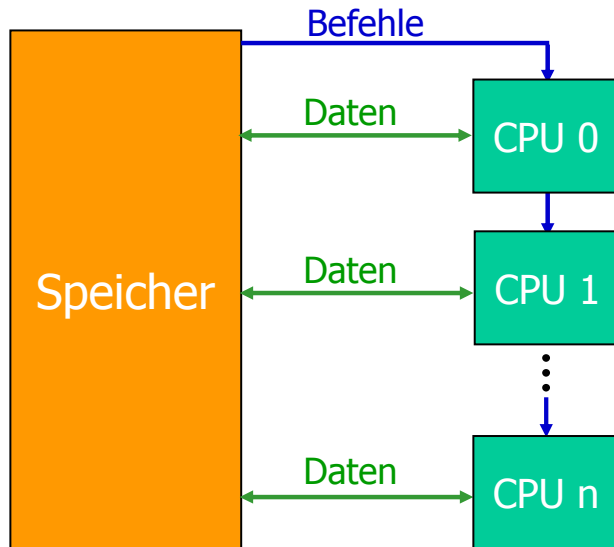 Befehle
Daten
CPU 0
Speicher
Daten
CPU 1
Daten
CPU n